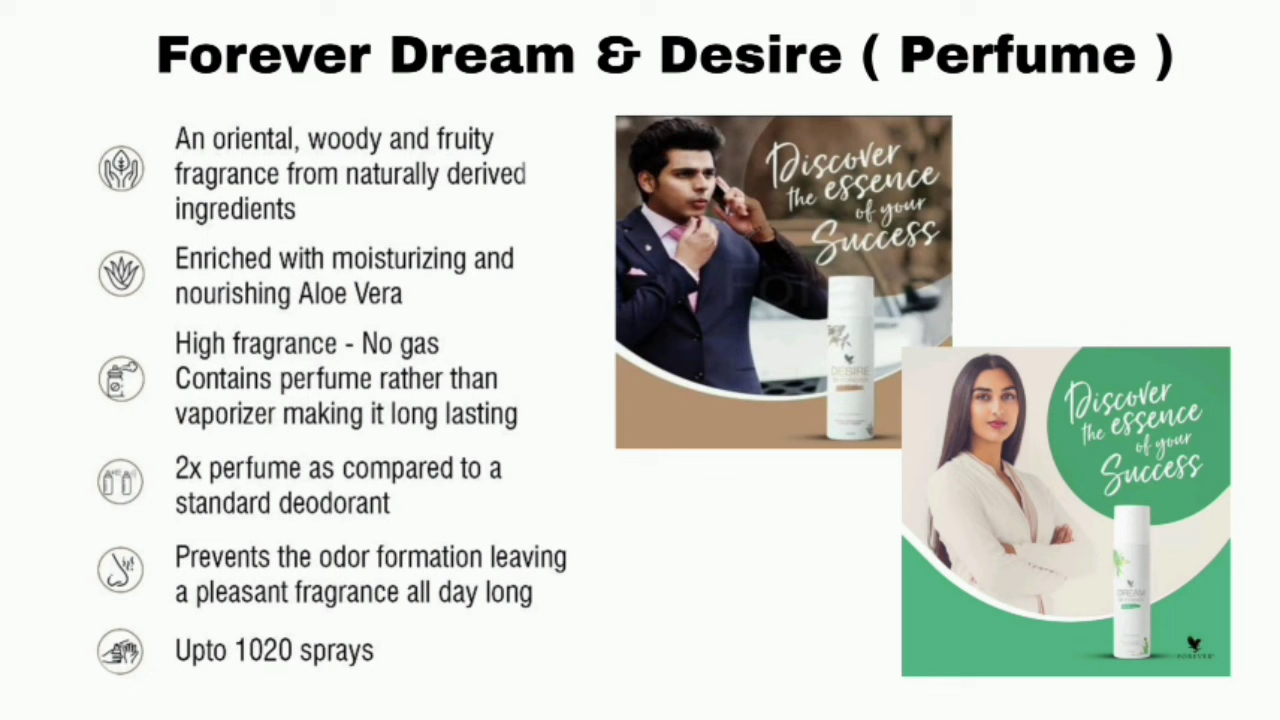 Forever Dream & Desire ( Perfume )
An oriental, woody and fruity
fragrance from naturally derived
ingredients
Enriched with moisturizing and
nourishing Aloe Vera
High fragrance - No gas
Contains perfume rather than
vaporizer making it long lasting
2x perfume as compared to a
standard deodorant
Prevents the odor formation leaving
a pleasant fragrance all day long
Upto 1020 sprays
Discover
the essence
of your
Success
DESIRE
Discover
the essence
of your
Success
DREAM
FOREVER